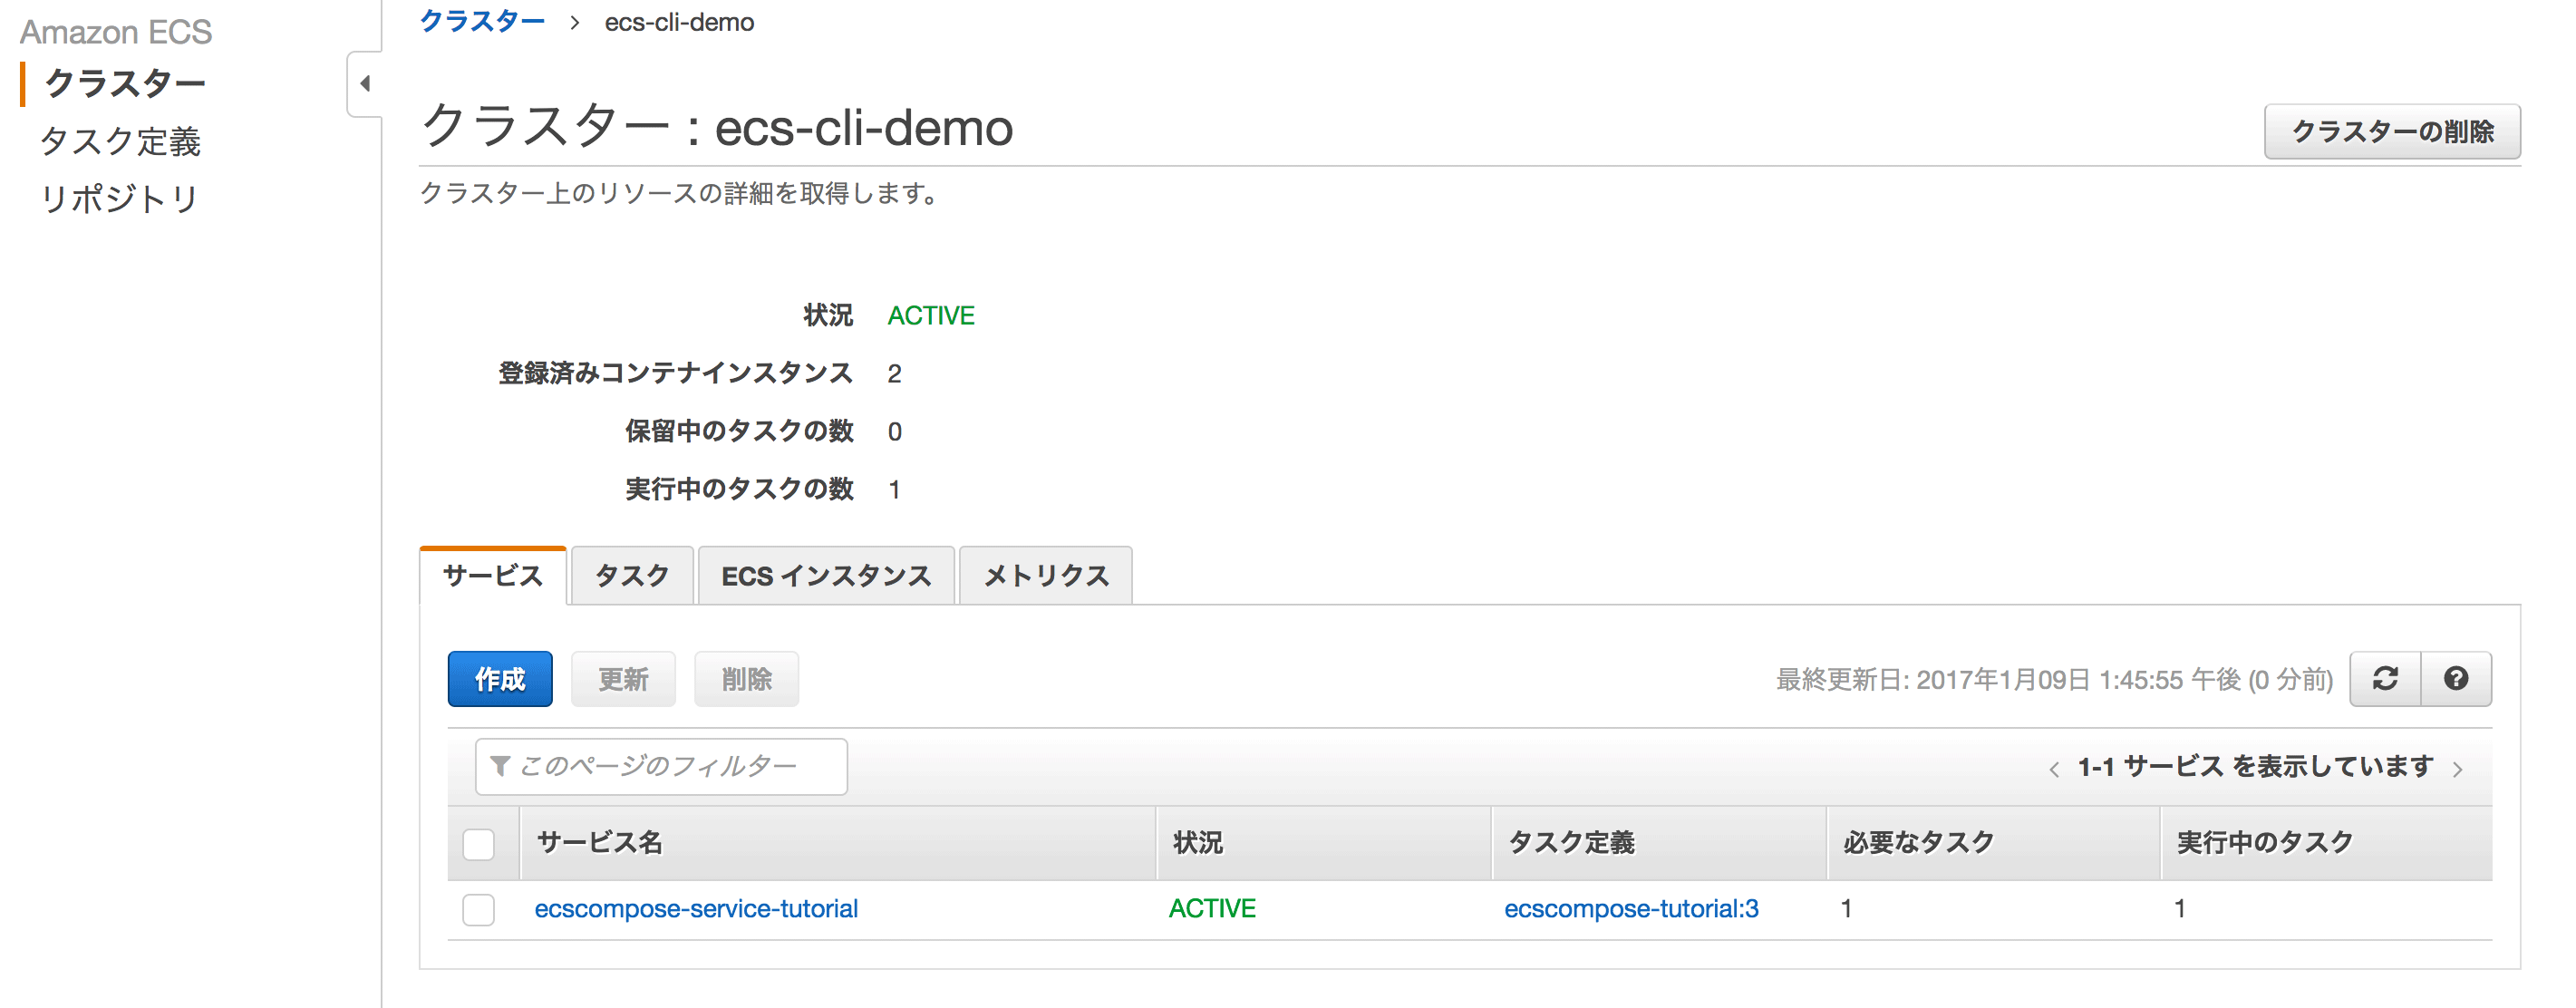 Amazon ECS
クラスター
タスク定義
リポジトリ
クラスター > ecs-cli-demo
クラスター : ecs-cli-demo
クラスターの削除
クラスター上のリソースの詳細を取得します。
状況 ACTIVE
登録済みコンテナインスタンス 2
保留中のタスクの数 0
実行中のタスクの数 1
サービス タスク ECS インスタンス メトリクス
作成 更新 削除 最終更新日: 2017年1月09日 1:45:55 午後 (0 分前)
このページのフィルター < 1-1 サービス を表示しています >
サービス名 状況 タスク定義 必要なタスク 実行中のタスク
ecscompose-service-tutorial ACTIVE ecscompose-tutorial:3 1 1